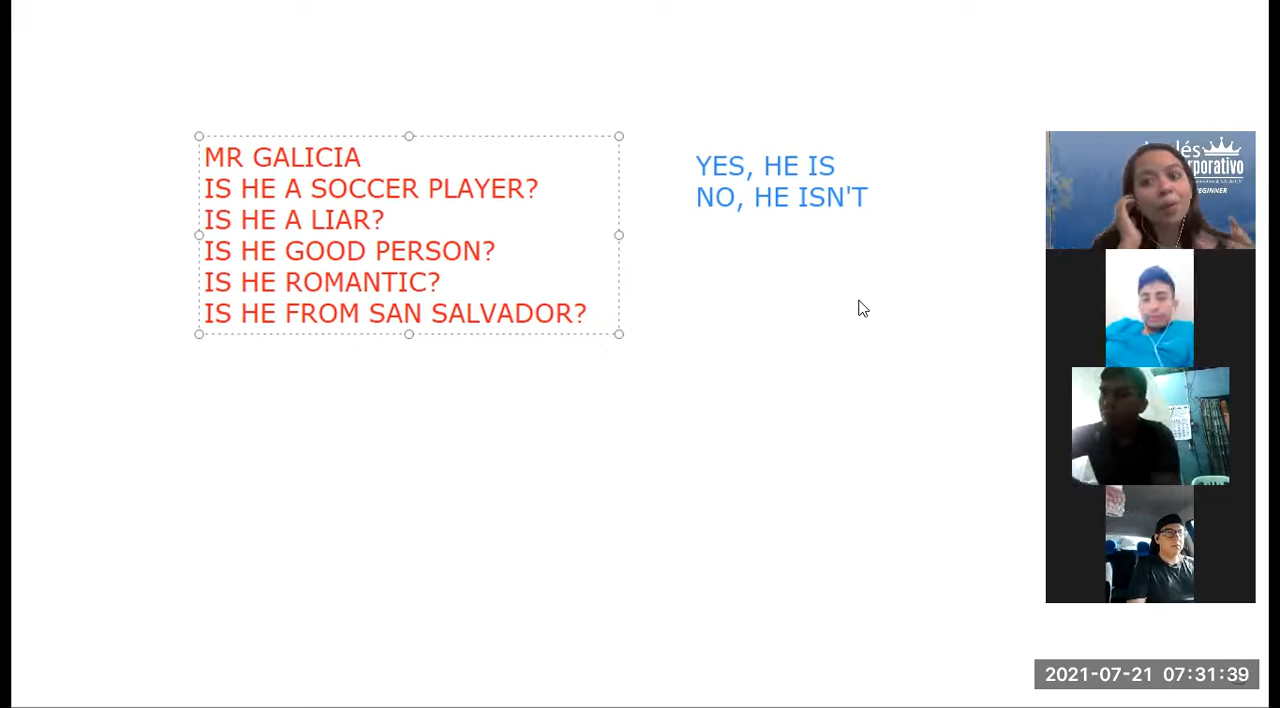 MR GALICIA
IS HE A SOCCER PLAYER?
IS HE A LIAR?
IS HE GOOD PERSON?
IS HE ROMANTIC?
IS HE FROM SAN SALVADOR?
YES, HE IS
NO, HE ISN'T
2021-07-21 07:31:39